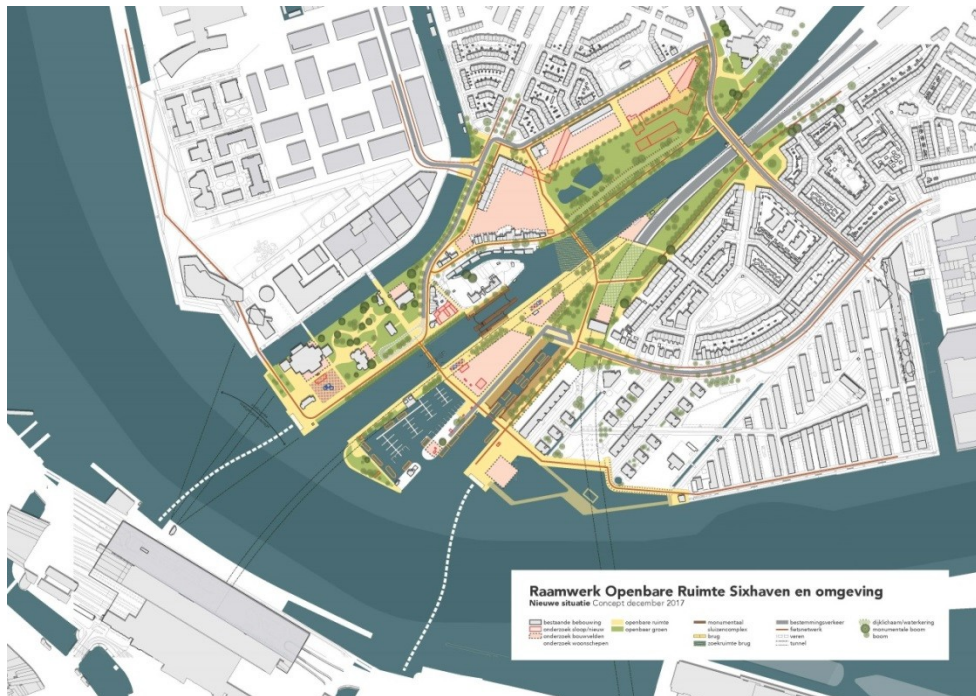 Raamwerk Openbare Ruimte Sixhaven en omgeving
Nieuwe situatie Concept december 2017
bestaande bebouwing
onderzoek sloop/nieuw
onderzoek bouwvelden
onderzoek woonschepen
openbare ruimte
openbaar groen
monumentaal
sluizencomplex
brug
zoekruimte brug
bestemmingsverkeer
fietsnetwerk
veren
tunnel
dijklichaam/waterkering
monumentale boom
boom